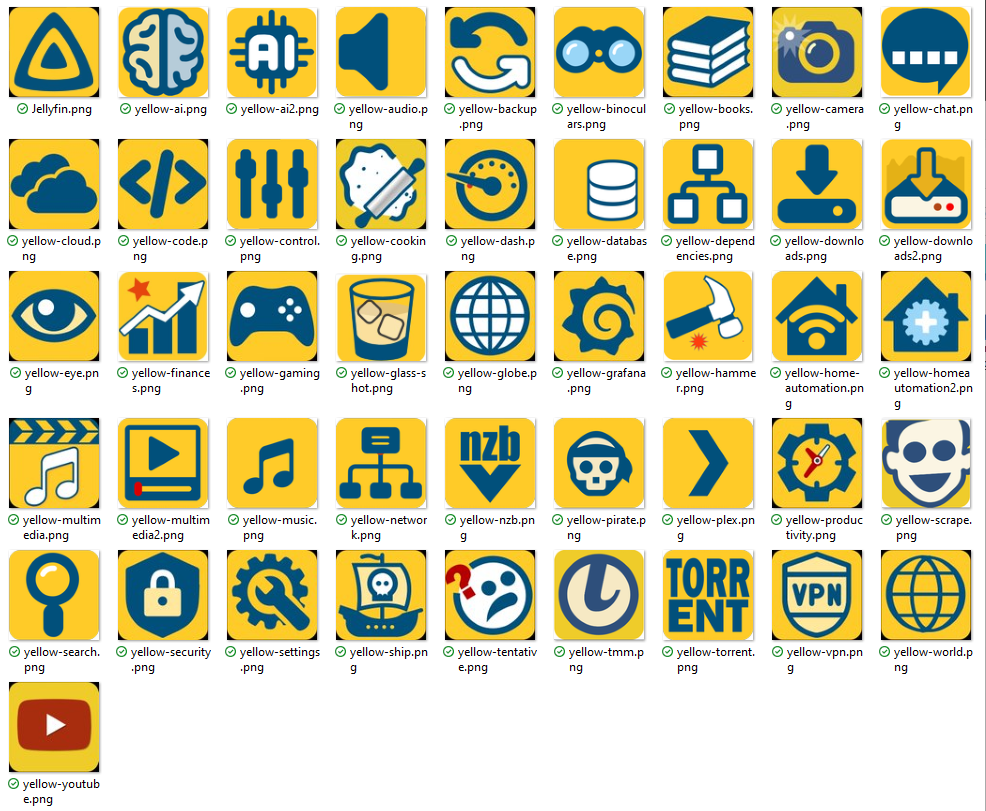 AI
Jellyfin.png
yellow-ai.png
yellow-ai2.png
yellow-audio.p
ng
yellow-backup
.png
yellow-binocul
ars.png
yellow-books.
png
yellow-camera
.png
yellow-chat.pn
g
yellow-cloud.p
ng
yellow-code.p
ng
yellow-control.
png
yellow-cookin
g.png
yellow-dash.p
ng
yellow-databas
e.png
yellow-depend
encies.png
yellow-downlo
ads.png
yellow-downlo
ads2.png
yellow-eye.pn
g
yellow-finance
s.png
yellow-gaming
.png
yellow-glass-s
hot.png
yellow-globe.p
ng
yellow-grafana
.png
yellow-hamme
r.png
yellow-home-
automation.pn
g
yellow-homea
utomation2.pn
g
nzb
yellow-multim
edia.png
yellow-multim
edia2.png
yellow-music.
png
yellow-networ
k.png
yellow-nzb.pn
g
yellow-pirate.p
ng
yellow-plex.pn
g
yellow-produc
tivity.png
yellow-scrape.
png
?
t
TORR
ENT
VPN
yellow-search.
png
yellow-security
.png
yellow-settings
.png
yellow-ship.pn
g
yellow-tentativ
e.png
yellow-tmm.p
ng
yellow-torrent.
png
yellow-vpn.pn
g
yellow-world.p
ng
yellow-youtub
e.png